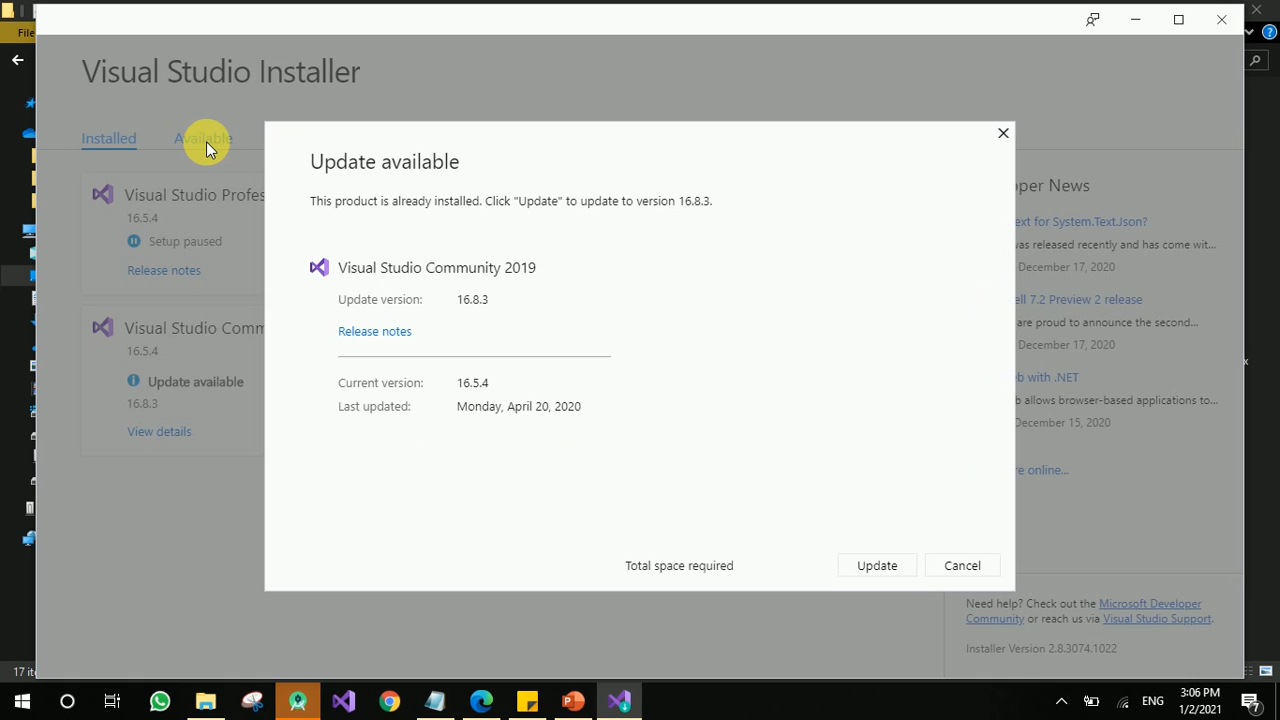 File
Visual Studio Installer
Installed
Available
Visual Studio Profes
16.5.4
Setup paused
Release notes
Visual Studio Comm
16.5.4
Update available
16.8.3
View details
Update available
This product is already installed. Click "Update" to update to version 16.8.3.
Visual Studio Community 2019
Update version: 16.8.3
Release notes
Current version: 16.5.4
Last updated: Monday, April 20, 2020
Total space required
Update
Cancel
oper News
ext for System.Text.Json?
was released recently and has come wit...
December 17, 2020
ell 7.2 Preview 2 release
are proud to announce the second...
December 17, 2020
eb with .NET
b allows browser-based applications to...
December 15, 2020
re online...
Need help? Check out the Microsoft Developer
Community or reach us via Visual Studio Support.
Installer Version 2.8.3074.1022
17 ite
ENG
3:06 PM
1/2/2021
7